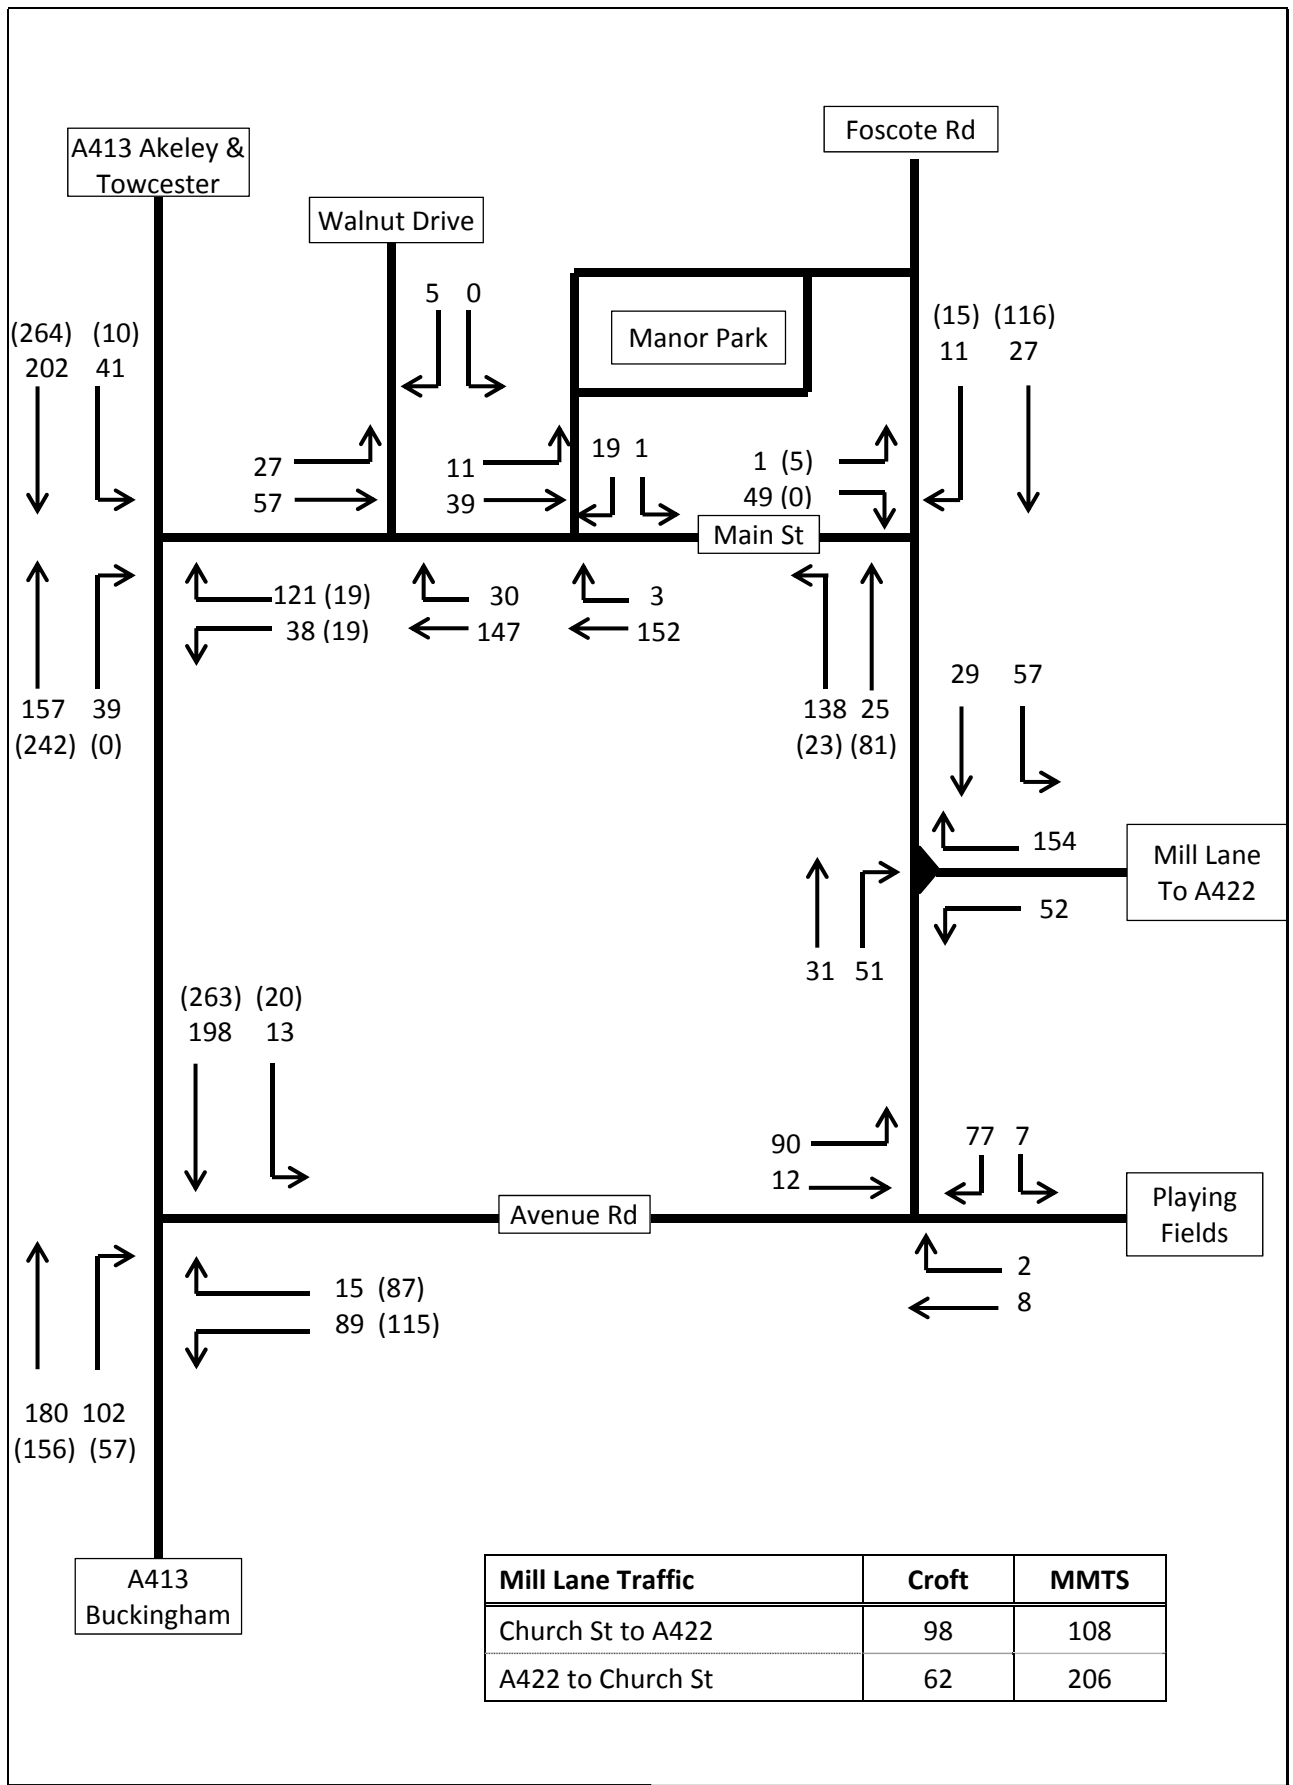 Foscote Rd
A413 Akeley &
Towcester
Walnut Drive
5 0
(264) (10)
202 41
Manor Park
(15) (116)
11 27
27
57
11
39
19 1
1 (5)
49 (0)
Main St
121 (19)
38 (19)
30
147
3
152
157 39
(242) (0)
138 25
(23) (81)
29 57
154
Mill Lane
To A422
52
31 51
(263) (20)
198 13
90
12
77 7
Avenue Rd
Playing
Fields
15 (87)
89 (115)
2
8
180 102
(156) (57)
A413
Buckingham
Mill Lane Traffic Croft MMTS
Church St to A422 98 108
A422 to Church St 62 206